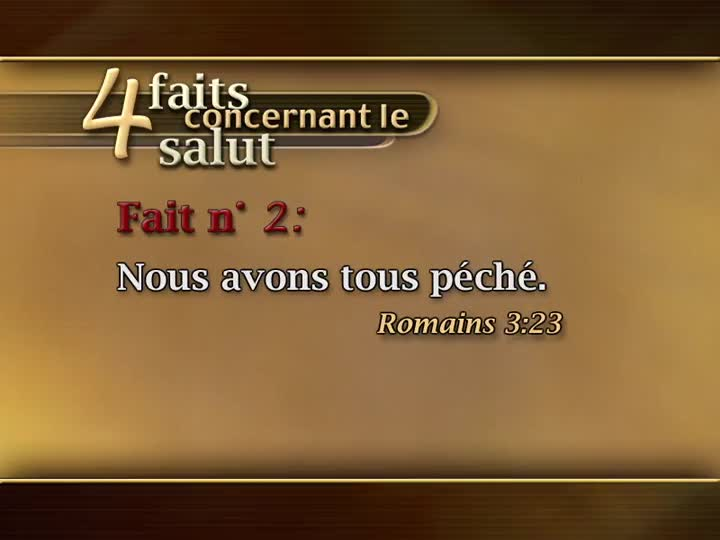 4 faits
concernant le
salut
Fait n° 2:
Nous avons tous péché.
Romains 3:23